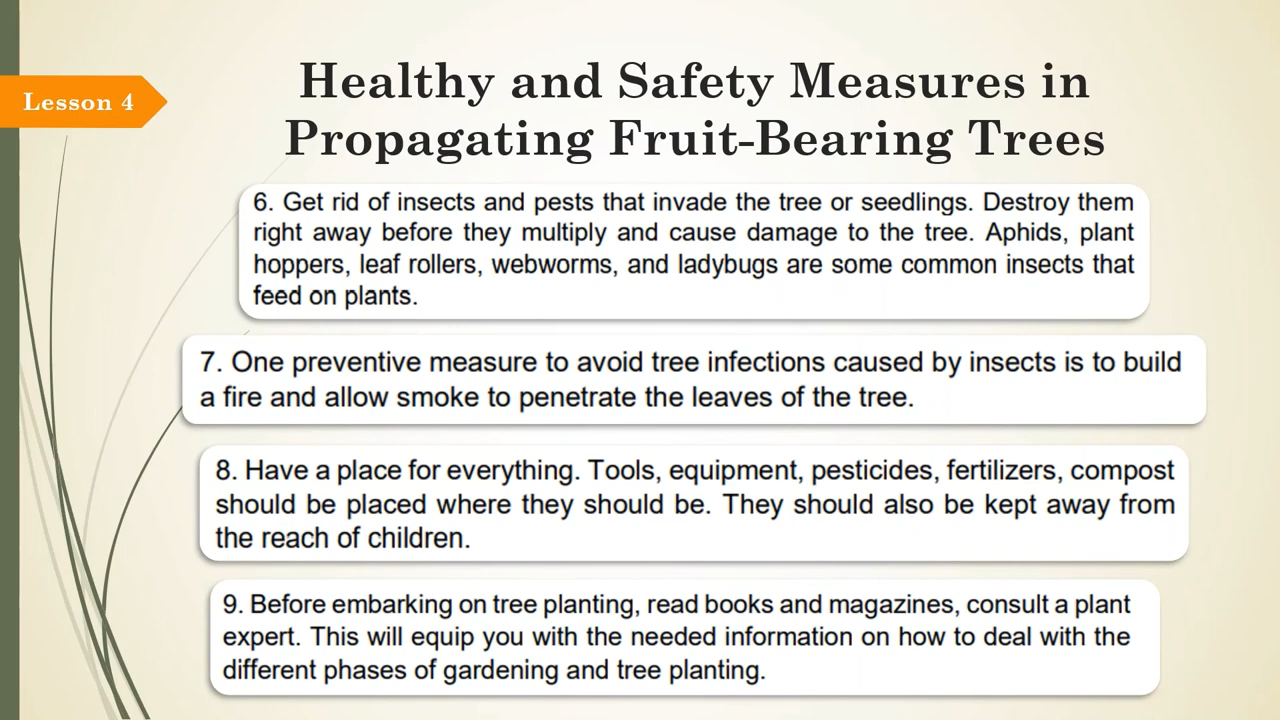 Lesson 4
Healthy and Safety Measures in
Propagating Fruit-Bearing Trees
6. Get rid of insects and pests that invade the tree or seedlings. Destroy them
right away before they multiply and cause damage to the tree. Aphids, plant
hoppers, leaf rollers, webworms, and ladybugs are some common insects that
feed on plants.
7. One preventive measure to avoid tree infections caused by insects is to build
a fire and allow smoke to penetrate the leaves of the tree.
8. Have a place for everything. Tools, equipment, pesticides, fertilizers, compost
should be placed where they should be. They should also be kept away from
the reach of children.
9. Before embarking on tree planting, read books and magazines, consult a plant
expert. This will equip you with the needed information on how to deal with the
different phases of gardening and tree planting.